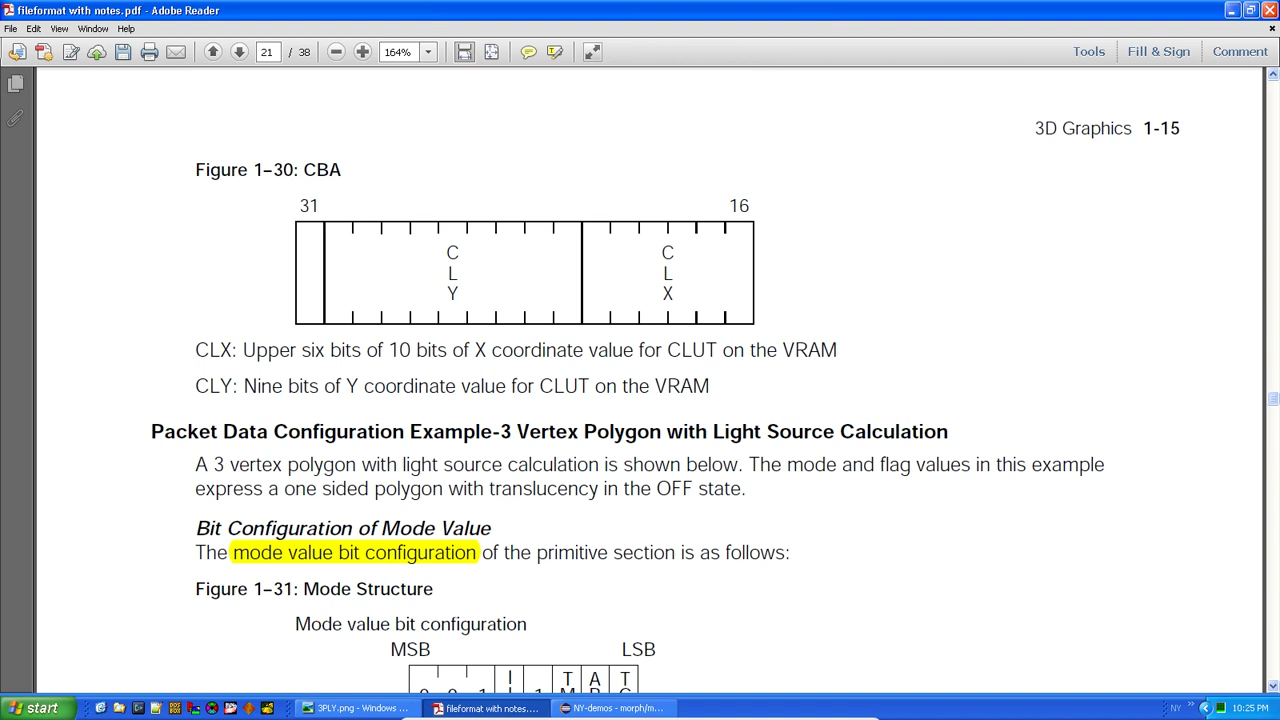 fileformat with notes.pdf - Adobe Reader
File Edit View Window Help
21 / 38 164% Tools Fill & Sign Comment
3D Graphics 1-15
Figure 1–30: CBA
31 16
C C
L L
Y X
CLX: Upper six bits of 10 bits of X coordinate value for CLUT on the VRAM
CLY: Nine bits of Y coordinate value for CLUT on the VRAM
Packet Data Configuration Example-3 Vertex Polygon with Light Source Calculation
A 3 vertex polygon with light source calculation is shown below. The mode and flag values in this example
express a one sided polygon with translucency in the OFF state.
Bit Configuration of Mode Value
The mode value bit configuration of the primitive section is as follows:
Figure 1–31: Mode Structure
Mode value bit configuration
MSB LSB
I T A T
start 3PLY.png - Windows ... fileformat with notes.... NY-demos - morph/m... NY 10:25 PM